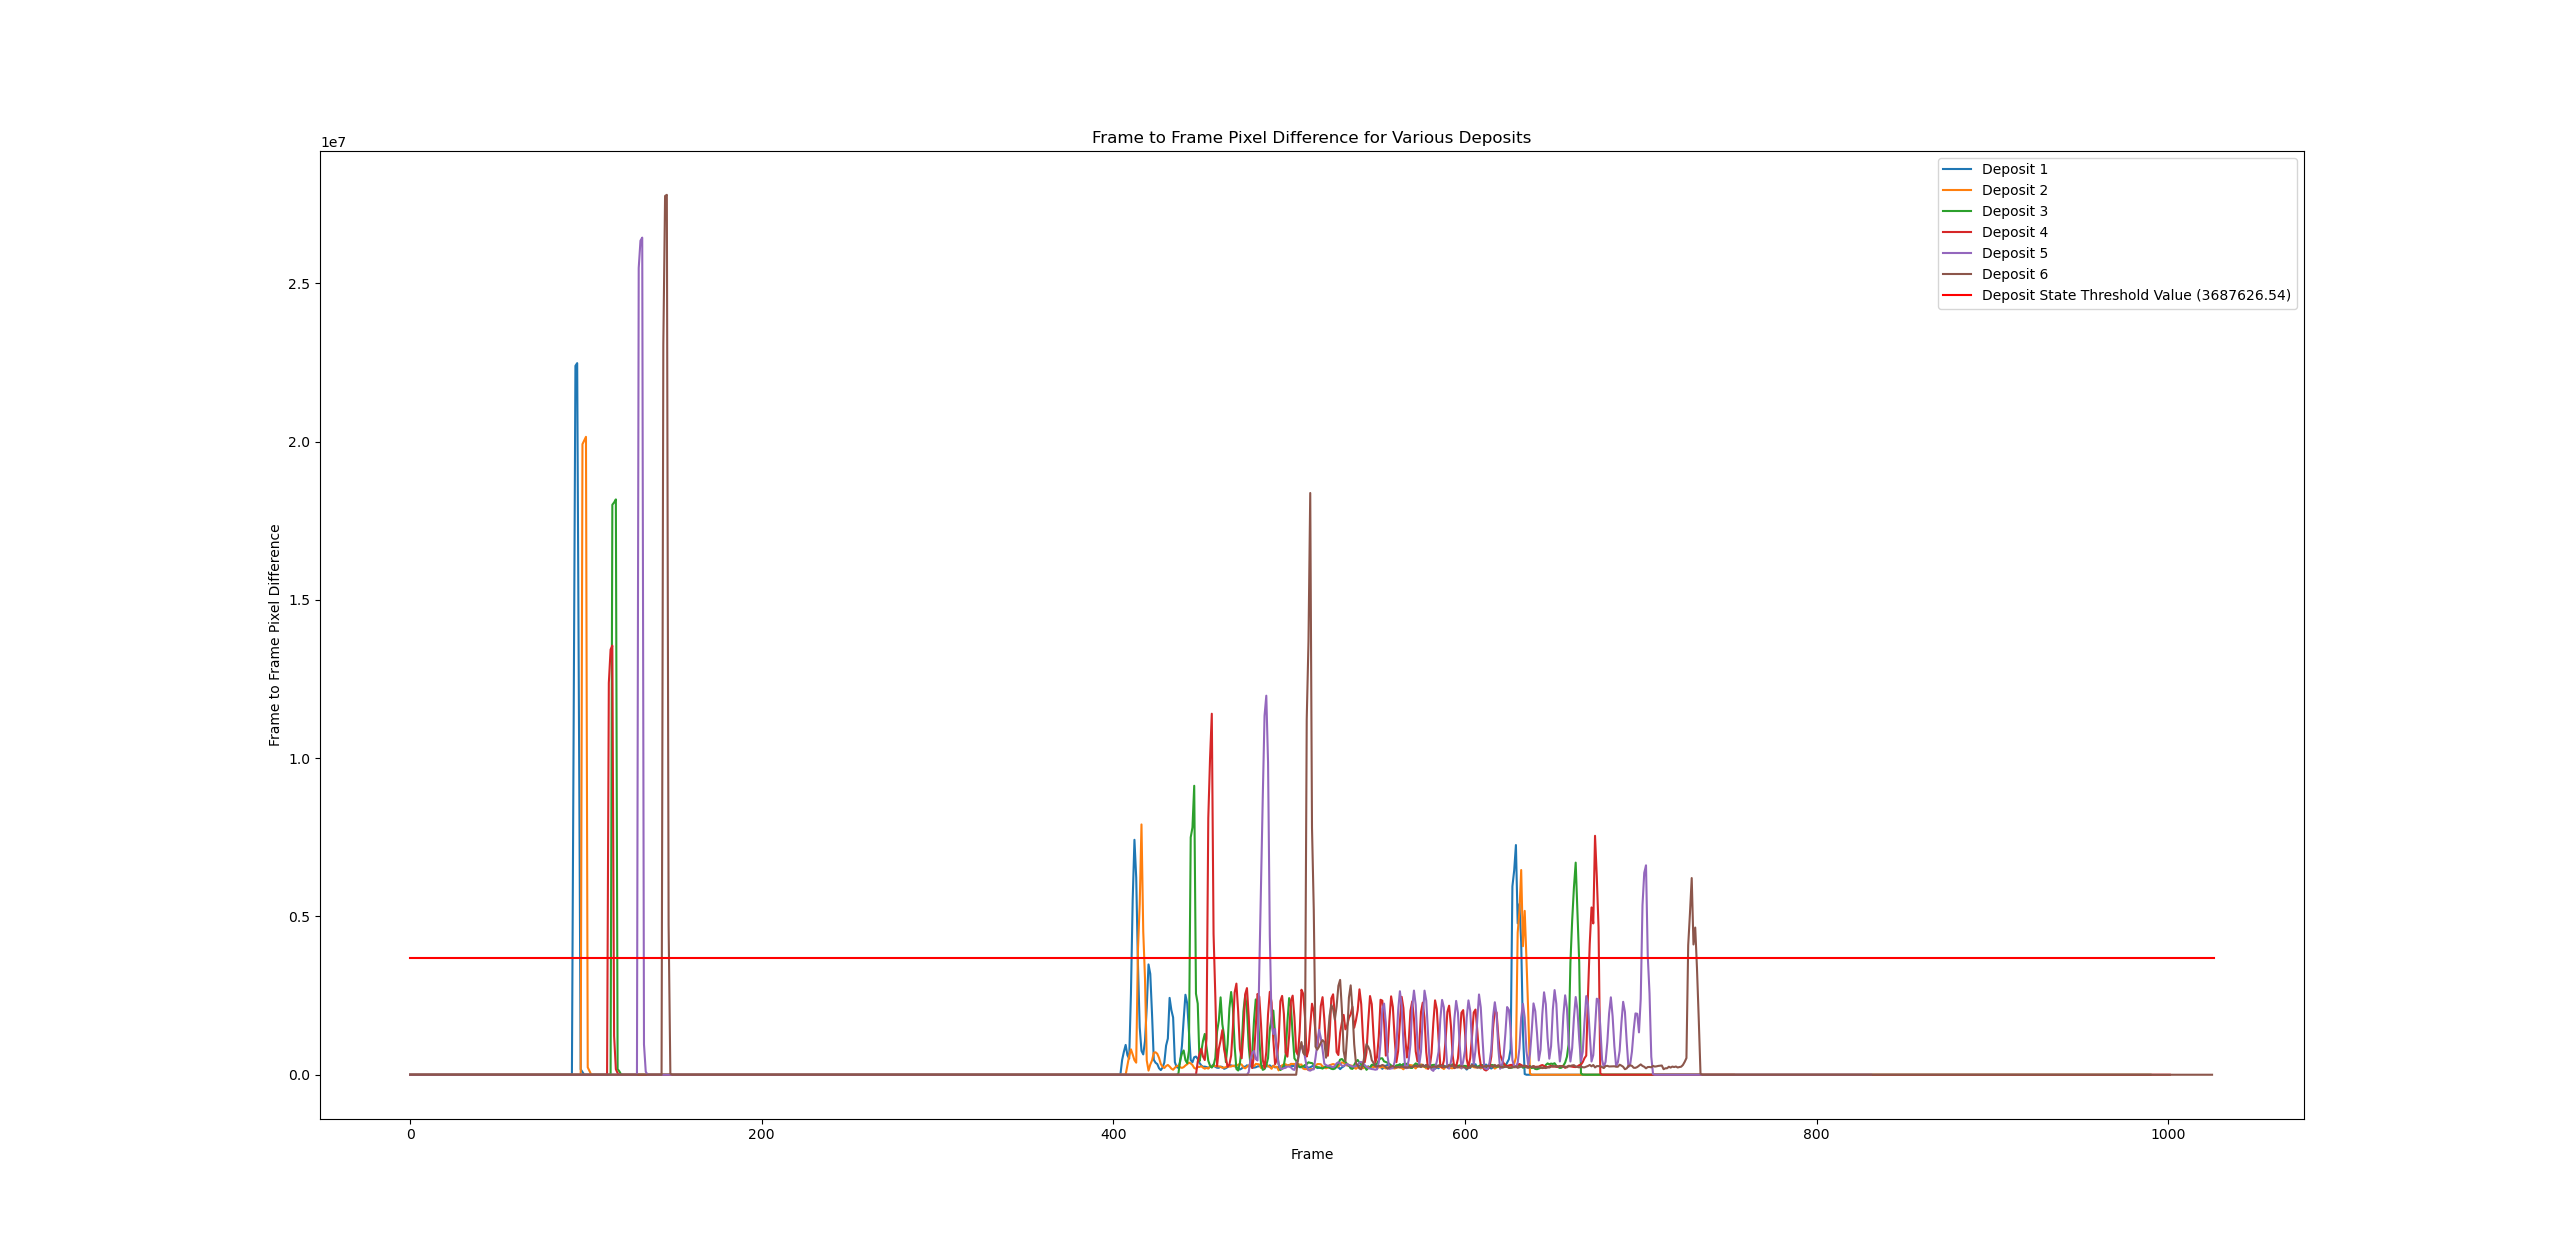 Frame to Frame Pixel Difference for Various Deposits
1e7
Deposit 1
Deposit 2
Deposit 3
Deposit 4
Deposit 5
Deposit 6
Deposit State Threshold Value (3687626.54)
2.5
2.0
1.5
1.0
0.5
0.0
Frame to Frame Pixel Difference
0 200 400 600 800 1000
Frame